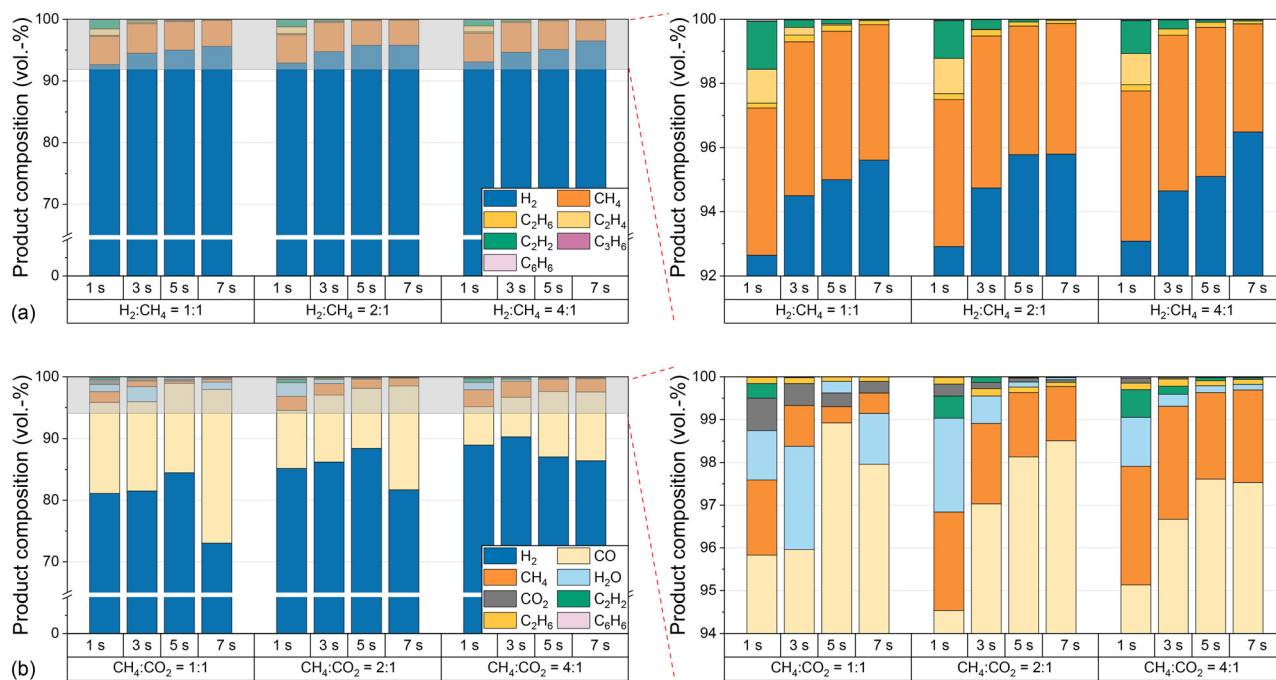 Product composition (vol.-%)
100
90
80
70
0
H₂ CH₄
C₂H₆ C₂H₄
C₂H₂ C₃H₆
C₆H₆
1 s 3 s 5 s 7 s 1 s 3 s 5 s 7 s 1 s 3 s 5 s 7 s
H₂:CH₄ = 1:1 H₂:CH₄ = 2:1 H₂:CH₄ = 4:1
(a)
Product composition (vol.-%)
100
98
96
94
92
1 s 3 s 5 s 7 s 1 s 3 s 5 s 7 s 1 s 3 s 5 s 7 s
H₂:CH₄ = 1:1 H₂:CH₄ = 2:1 H₂:CH₄ = 4:1
Product composition (vol.-%)
100
90
80
70
0
H₂ CO
CH₄ H₂O
CO₂ C₂H₂
C₂H₆ C₆H₆
1 s 3 s 5 s 7 s 1 s 3 s 5 s 7 s 1 s 3 s 5 s 7 s
CH₄:CO₂ = 1:1 CH₄:CO₂ = 2:1 CH₄:CO₂ = 4:1
(b)
Product composition (vol.-%)
100
99
98
97
96
95
94
1 s 3 s 5 s 7 s 1 s 3 s 5 s 7 s 1 s 3 s 5 s 7 s
CH₄:CO₂ = 1:1 CH₄:CO₂ = 2:1 CH₄:CO₂ = 4:1